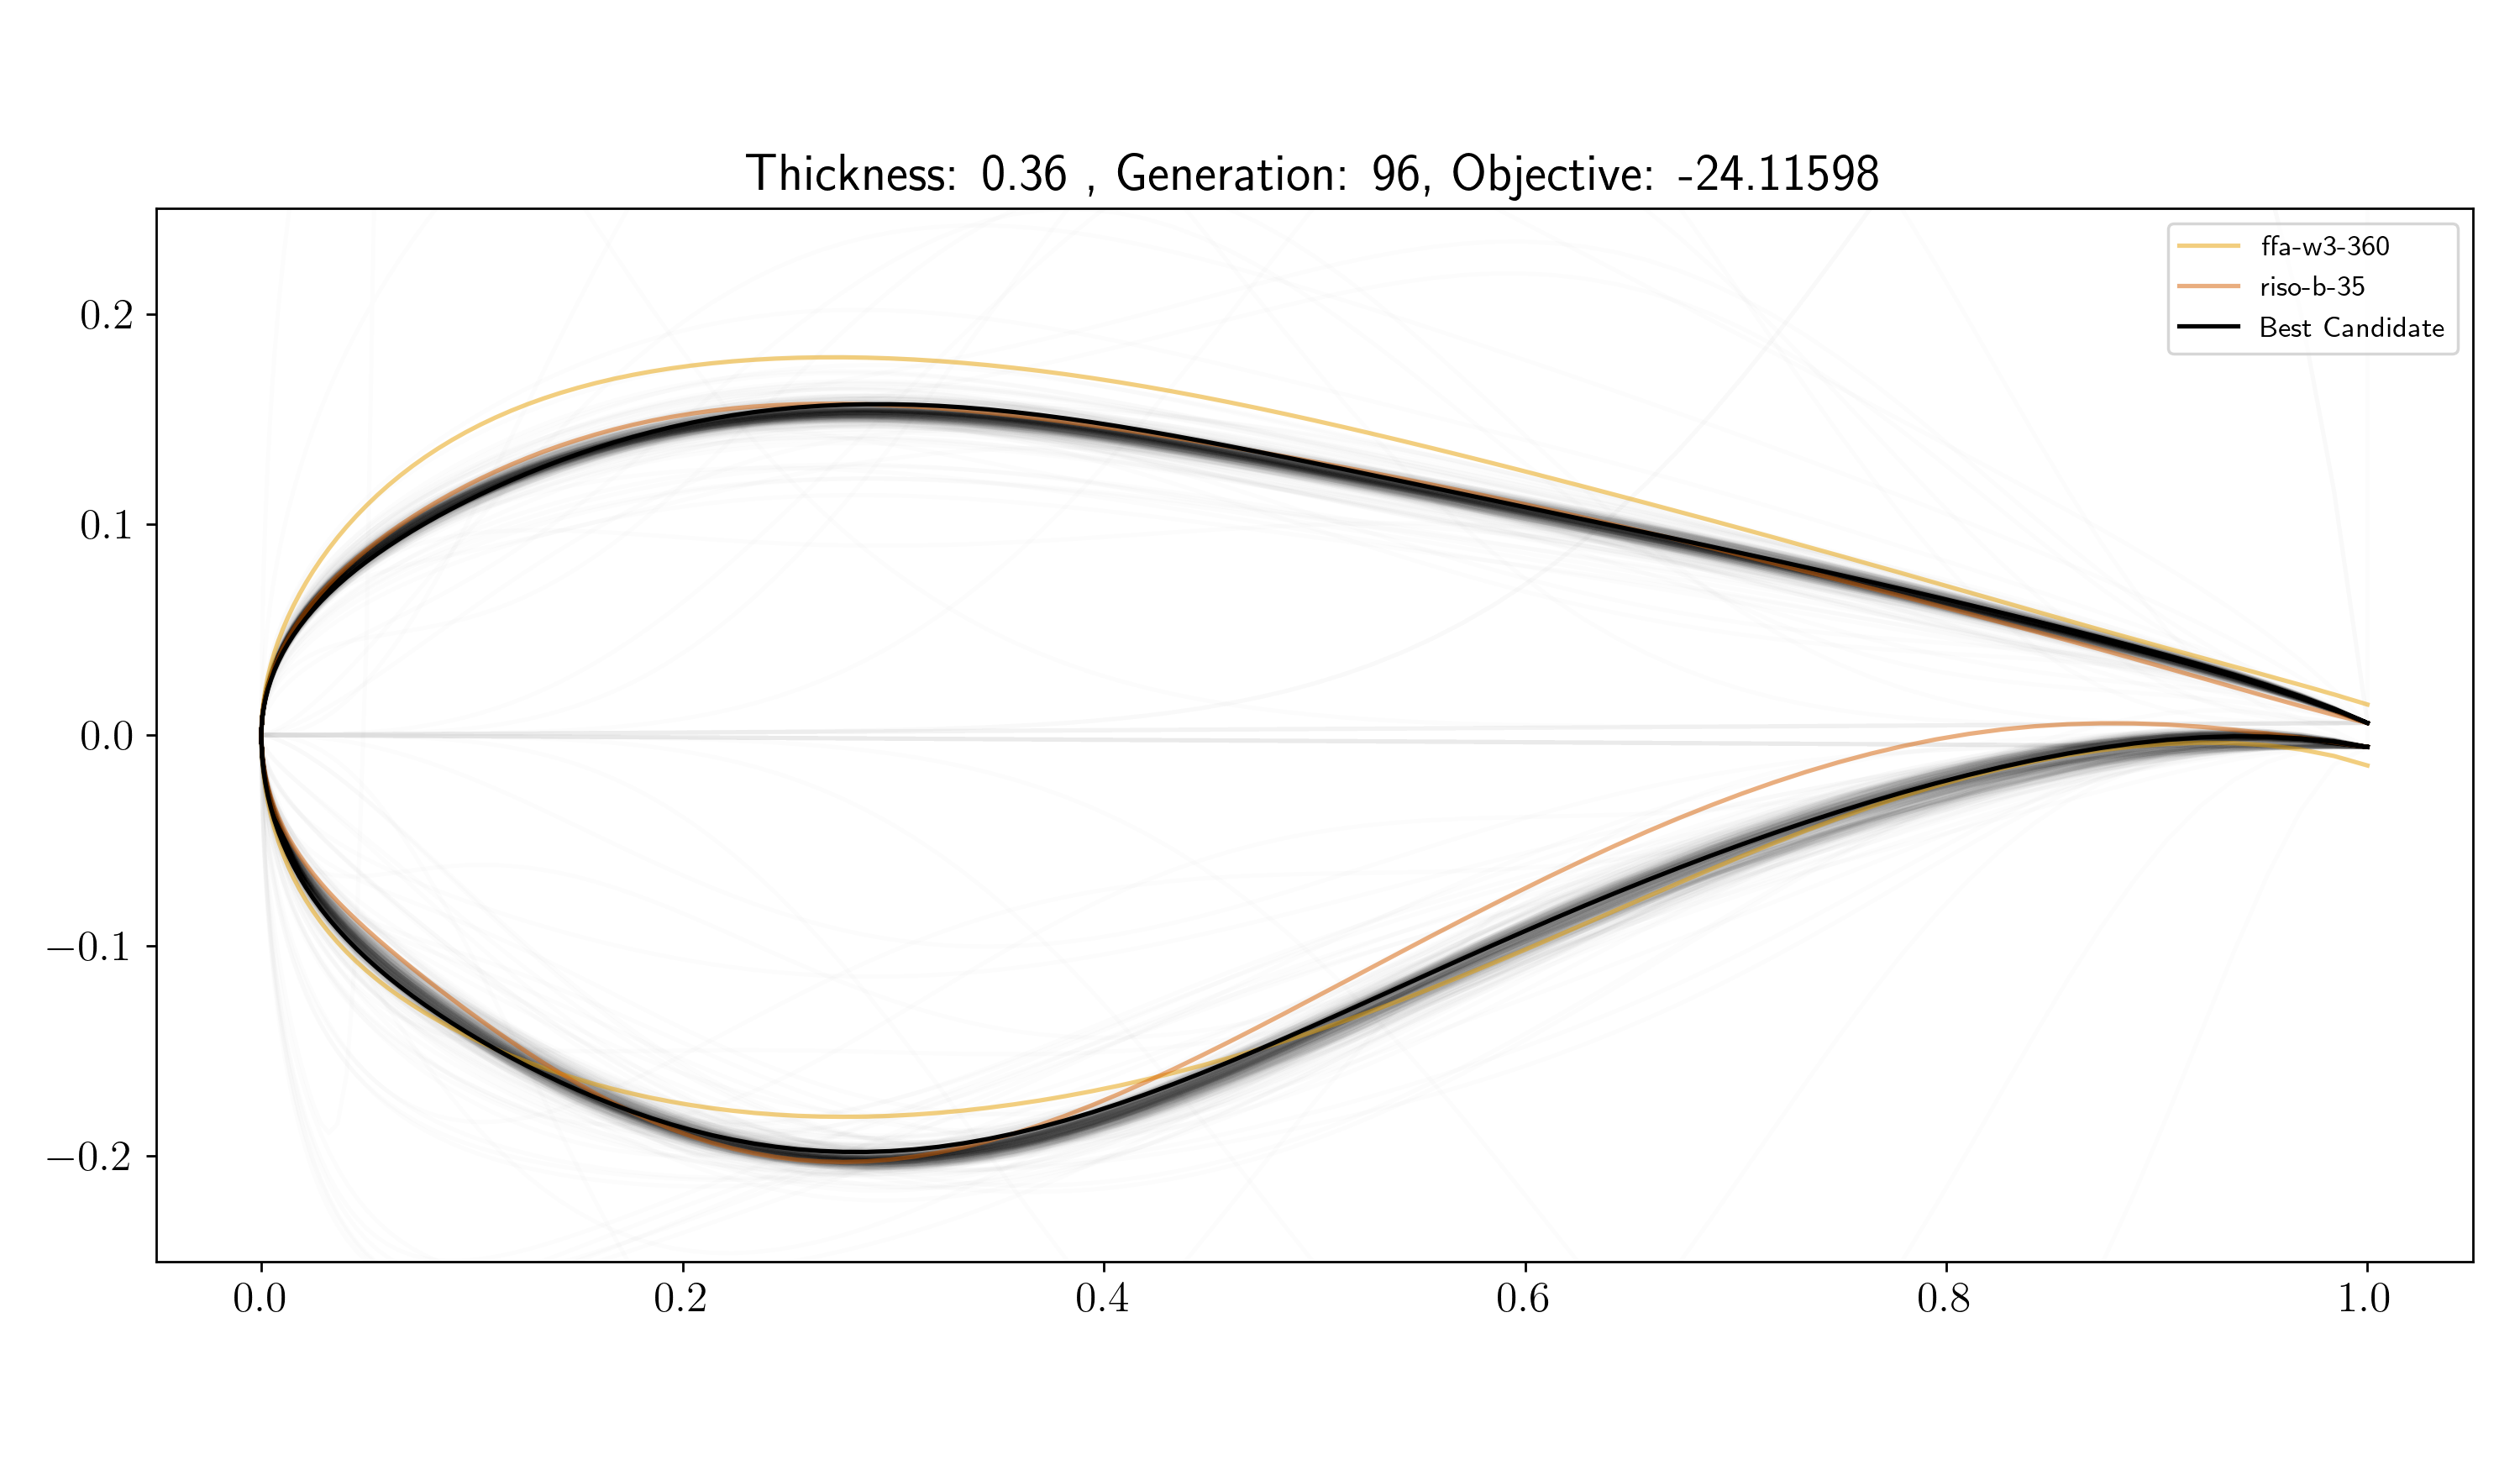 Thickness: 0.36 , Generation: 96, Objective: -24.11598
ffa-w3-360
riso-b-35
Best Candidate
0.2
0.1
0.0
−0.1
−0.2
0.0 0.2 0.4 0.6 0.8 1.0